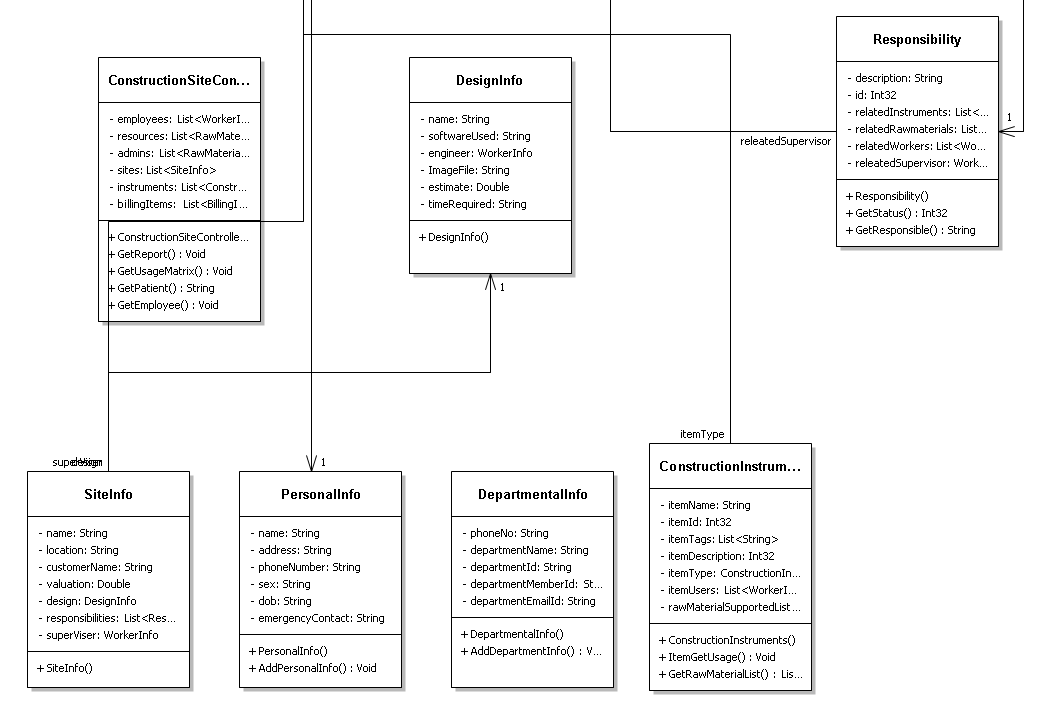 Responsibility
- description: String
- id: Int32
- relatedInstruments: List<...
- relatedRawmaterials: List...
- relatedWorkers: List<Wo...
- releatedSupervisor: Work...
+ Responsibility()
+ GetStatus() : Int32
+ GetResponsible() : String
1
releatedSupervisor
ConstructionSiteCon...
- employees: List<WorkerI...
- resources: List<RawMate...
- admins: List<RawMateria...
- sites: List<SiteInfo>
- instruments: List<Constr...
- billingItems: List<BillingI...
+ ConstructionSiteControlle...
+ GetReport() : Void
+ GetUsageMatrix() : Void
+ GetPatient() : String
+ GetEmployee() : Void
DesignInfo
- name: String
- softwareUsed: String
- engineer: WorkerInfo
- ImageFile: String
- estimate: Double
- timeRequired: String
+ DesignInfo()
1
SiteInfo
- name: String
- location: String
- customerName: String
- valuation: Double
- design: DesignInfo
- responsibilities: List<Res...
- superViser: WorkerInfo
+ SiteInfo()
1
PersonalInfo
- name: String
- address: String
- phoneNumber: String
- sex: String
- dob: String
- emergencyContact: String
+ PersonalInfo()
+ AddPersonalInfo() : Void
DepartmentalInfo
- phoneNo: String
- departmentName: String
- departmentId: String
- departmentMemberId: St...
- departmentEmailId: String
+ DepartmentalInfo()
+ AddDepartmentInfo() : V...
itemType
ConstructionInstrum...
- itemName: String
- itemId: Int32
- itemTags: List<String>
- itemDescription: Int32
- itemType: ConstructionIn...
- itemUsers: List<WorkerI...
- rawMaterialSupportedList...
+ ConstructionInstruments()
+ ItemGetUsage() : Void
+ GetRawMaterialList() : Lis...